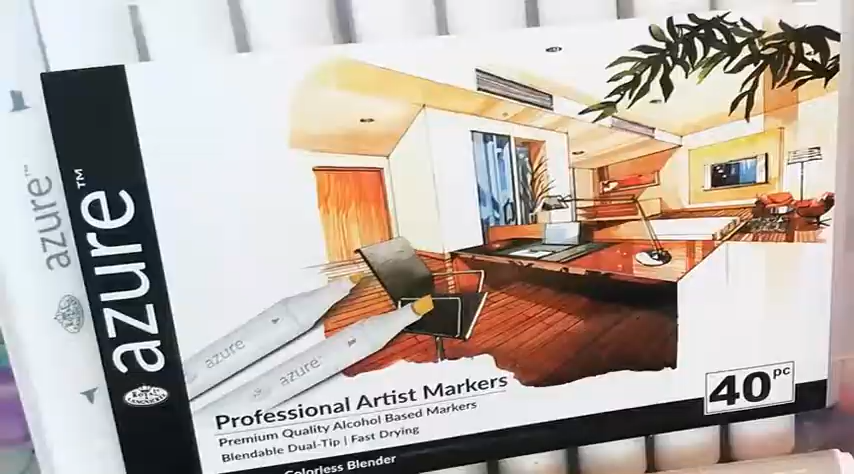 azure™
azure™
azure
azure™
Professional Artist Markers
Premium Quality Alcohol Based Markers
Blendable Dual-Tip | Fast Drying
Colorless Blender
40pc